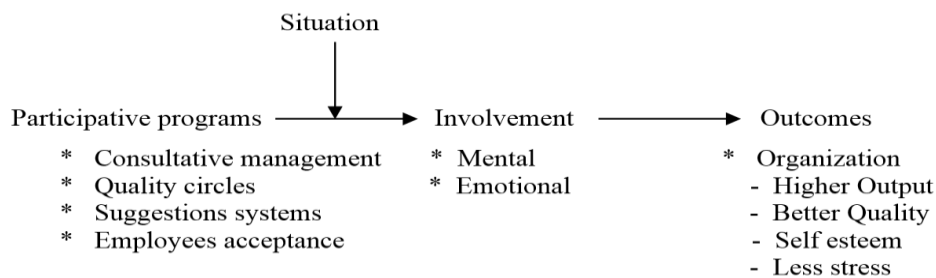 Situation
Participative programs Involvement Outcomes
* Consultative management * Mental * Organization
* Quality circles * Emotional - Higher Output
* Suggestions systems - Better Quality
* Employees acceptance - Self esteem
- Less stress